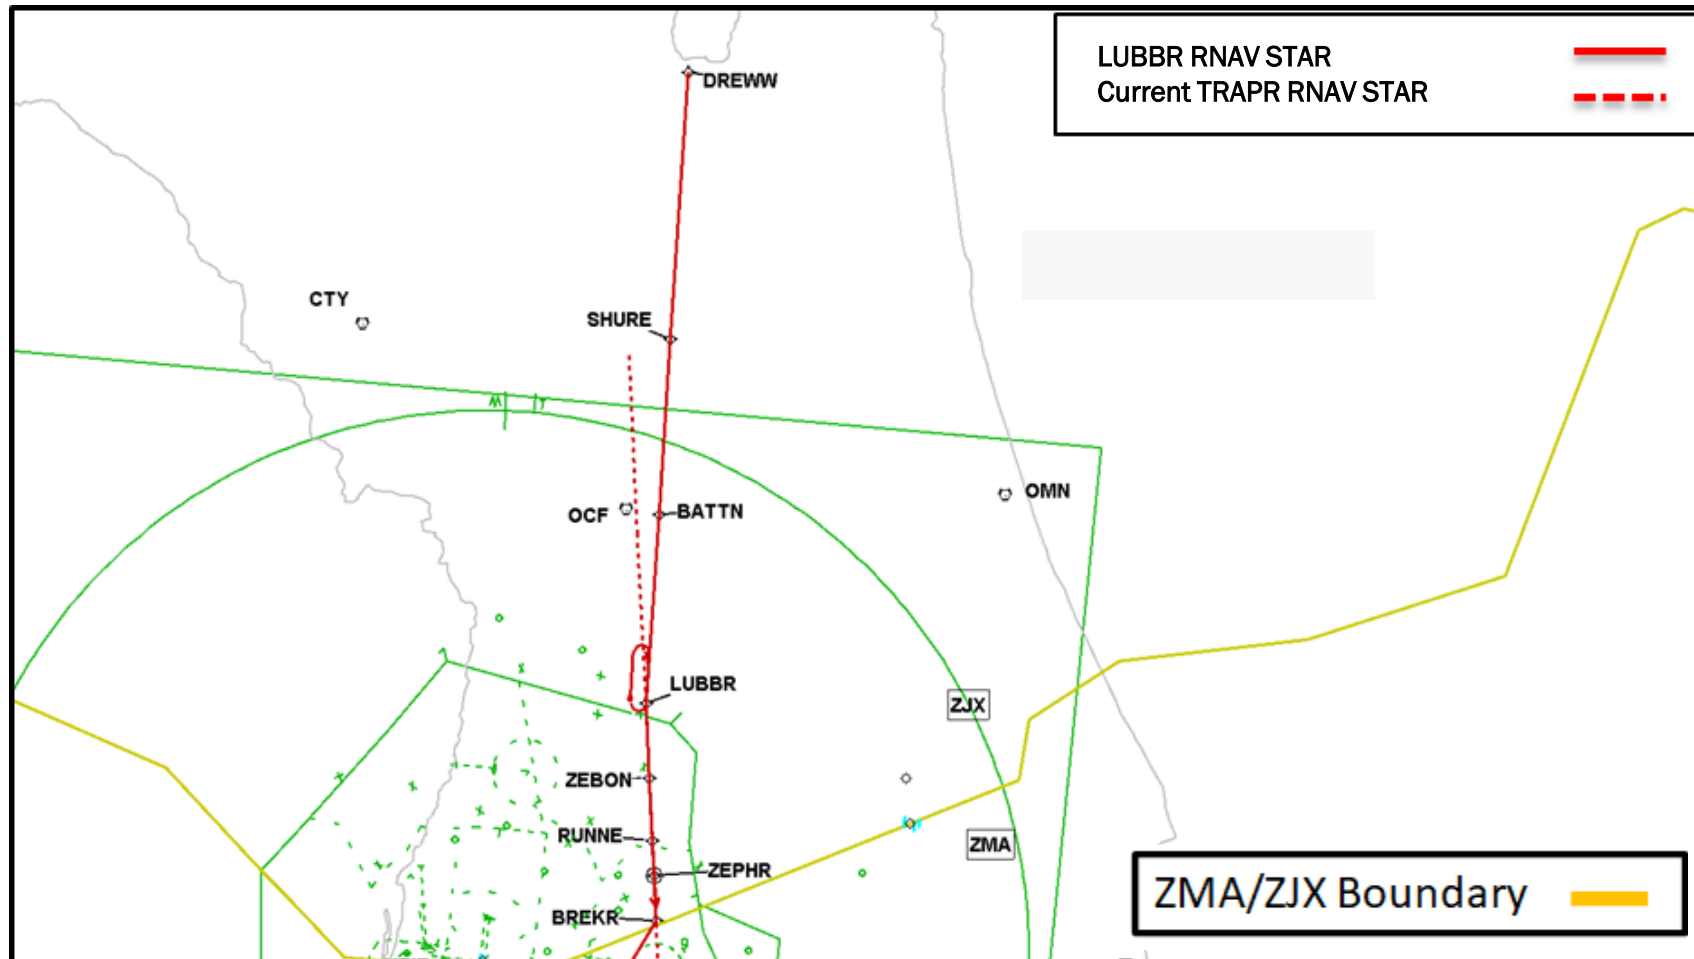 LUBBR RNAV STAR
Current TRAPR RNAV STAR
DREWW
CTY
SHURE
OMN
OCF
BATTN
LUBBR
ZJX
ZEBON
RUNNE
ZMA
ZEPHR
BREKR
ZMA/ZJX Boundary